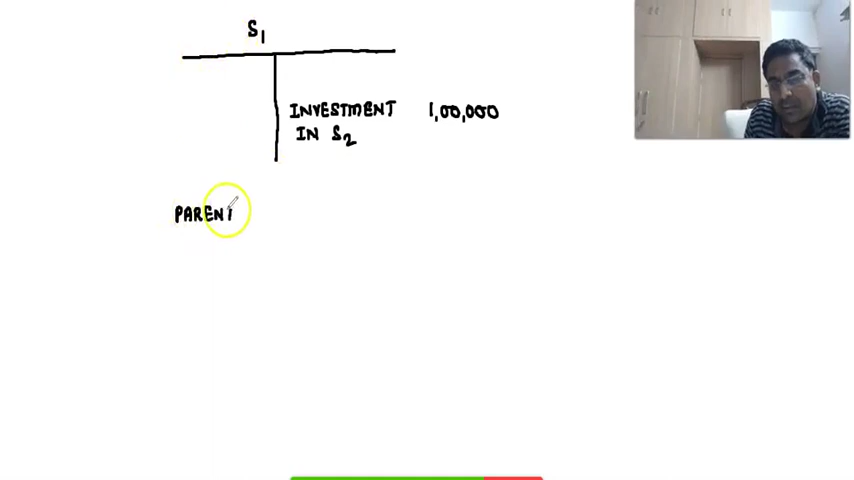 S1
INVESTMENT 1,00,000
IN S2
PARENT